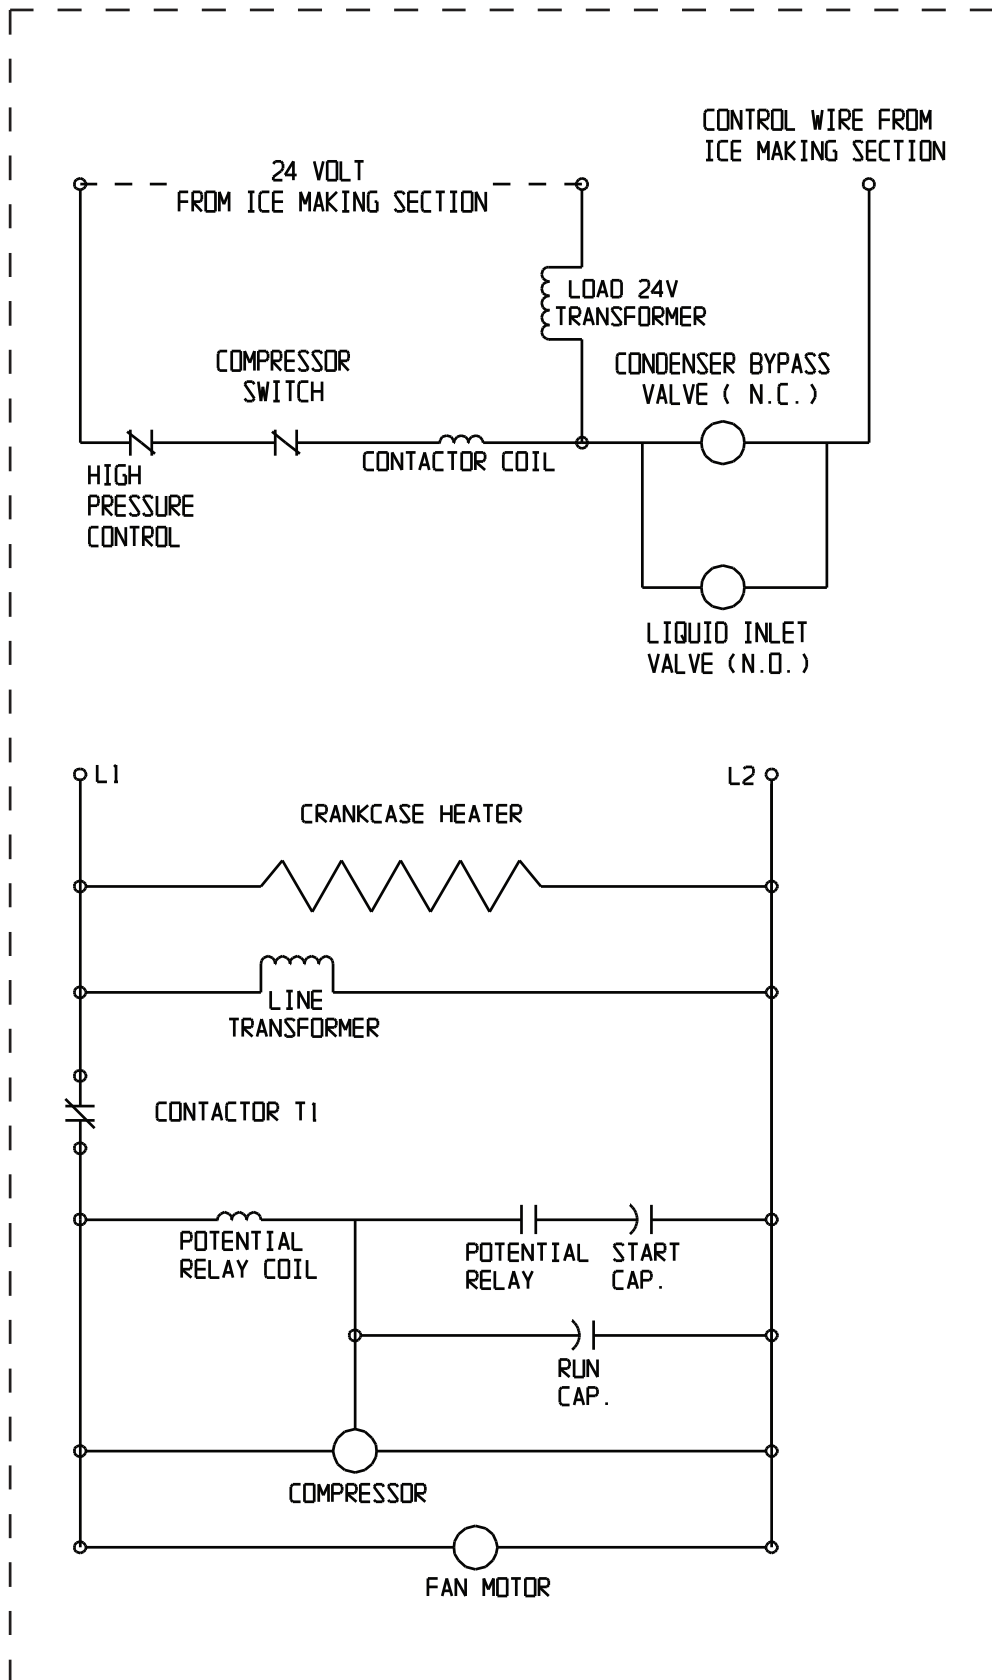 CONTROL WIRE FROM
ICE MAKING SECTION
24 VOLT
FROM ICE MAKING SECTION
LOAD 24V
TRANSFORMER
COMPRESSOR
SWITCH
CONDENSER BYPASS
VALVE ( N.C.)
CONTACTOR COIL
HIGH
PRESSURE
CONTROL
LIQUID INLET
VALVE (N.O.)
L1
L2
CRANKCASE HEATER
LINE
TRANSFORMER
CONTACTOR T1
POTENTIAL
RELAY COIL
POTENTIAL
RELAY
START
CAP.
RUN
CAP.
COMPRESSOR
FAN MOTOR